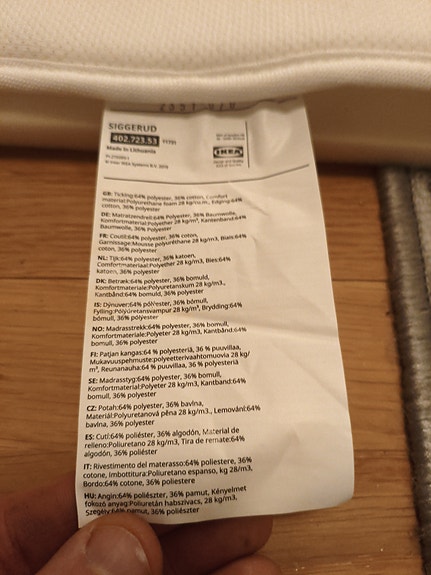 SIGGERUD
402.723.53
Made in Lithuania
IKEA
GB: Ticking:64% polyester, 36% cotton, Comfort
material:Polyurethane foam 28 kg/cu.m., Edging:64%
cotton, 36% polyester
DE: Matratzendrell:64% Polyester, 36% Baumwolle,
Komfortmaterial:Polyether 28 kg/m3, Kantenband:64%
Baumwolle, 36% Polyester
FR: Coutil:64% polyester, 36% coton,
Garnissage:Mousse polyuréthane 28 kg/m3, Biais:64%
coton, 36% polyester
NL: Tijk:64% polyester, 36% katoen,
Comfortmateriaal:Polyether 28 kg/m3, Bies:64%
katoen, 36% polyester
DK: Betræk:64% polyester, 36% bomuld,
Komfortmateriale:Polyuretanskum 28 kg/m3.,
Kantbånd:64% bomuld, 36% polyester
IS: Dýnuver:64% pólýester, 36% bómull,
Fylling:Pólýúretansvampur 28 kg/m³, Brydding:64%
bómull, 36% pólýester
NO: Madrasstrekk:64% polyester, 36% bomull,
Komfortmateriale:Polyeter 28 kg/m3, Kantbånd:64%
bomull, 36% polyester
FI: Patjan kangas:64 % polyesteriä, 36 % puuvillaa,
Mukavuuspehmuste:polyeetterivaahtomuovia 28 kg/
m³, Reunanauha:64 % puuvillaa, 36 % polyesteriä
SE: Madrasstyg:64% polyester, 36% bomull,
Komfortmaterial:Polyeter 28 kg/m3, Kantband:64%
bomull, 36% polyester
CZ: Potah:64% polyester, 36% bavlna,
Materiál:Polyuretanová pěna 28 kg/m3., Lemování:64%
bavlna, 36% polyester
ES: Cutí:64% poliéster, 36% algodón, Material de
relleno:Poliuretano 28 kg/m3, Tira de remate:64%
algodón, 36% poliéster
IT: Rivestimento del materasso:64% poliestere, 36%
cotone, Imbottitura:Poliuretano espanso, kg 28/m3,
Bordo:64% cotone, 36% poliestere
HU: Angin:64% poliészter, 36% pamut, Kényelmet
fokozó anyag:Poliuretán habszivacs, 28 kg/m3,
Szegély:64% pamut, 36% poliészter